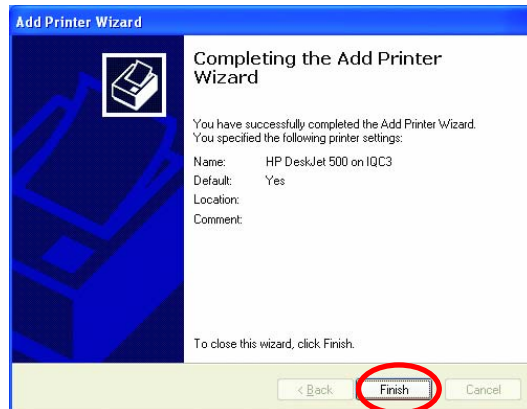 Add Printer Wizard
Completing the Add Printer
Wizard
You have successfully completed the Add Printer Wizard.
You specified the following printer settings:
Name: HP DeskJet 500 on IQC3
Default: Yes
Location:
Comment:
To close this wizard, click Finish.
< Back Finish Cancel